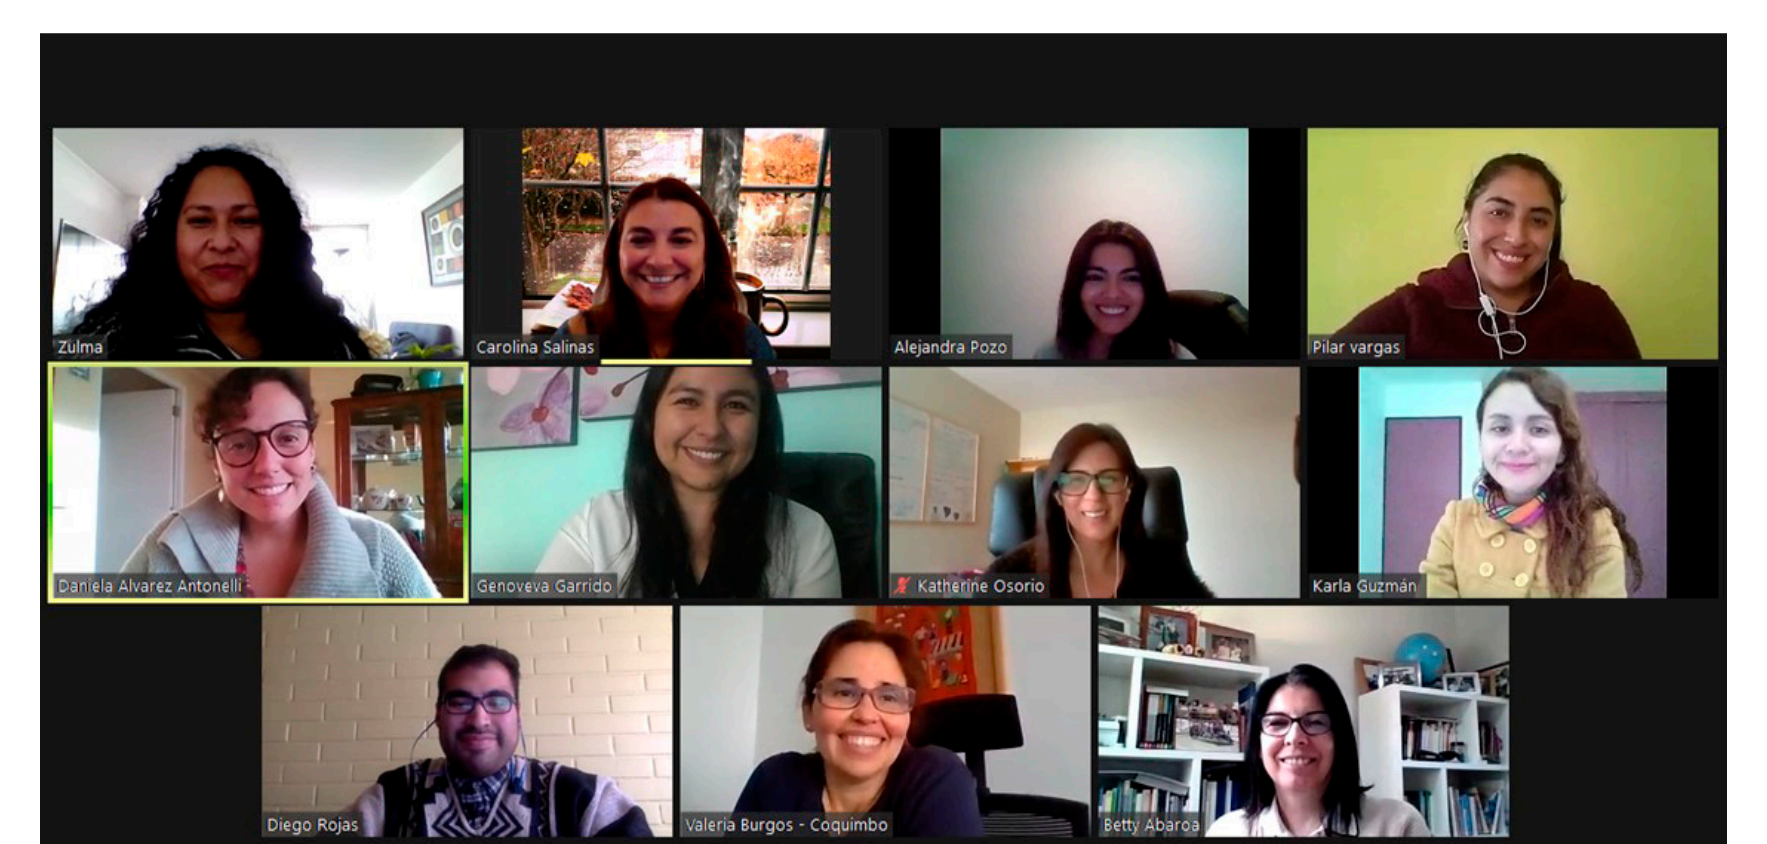 Zulma
Carolina Salinas
Alejandra Pozo
Pilar vargas
Daniela Alvarez Antonelli
Genoveva Garrido
Katherine Osorio
Karla Guzmán
Diego Rojas
Valeria Burgos - Coquimbo
Betty Abaroa